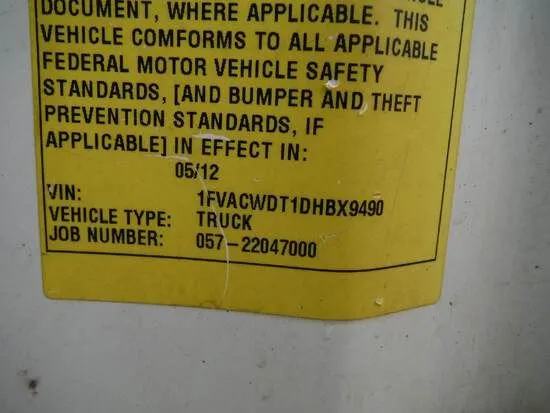 DOCUMENT, WHERE APPLICABLE. THIS
VEHICLE COMFORMS TO ALL APPLICABLE
FEDERAL MOTOR VEHICLE SAFETY
STANDARDS, [AND BUMPER AND THEFT
PREVENTION STANDARDS, IF
APPLICABLE] IN EFFECT IN:
05/12
VIN: 1FVACWDT1DHBX9490
VEHICLE TYPE: TRUCK
JOB NUMBER: 057-22047000